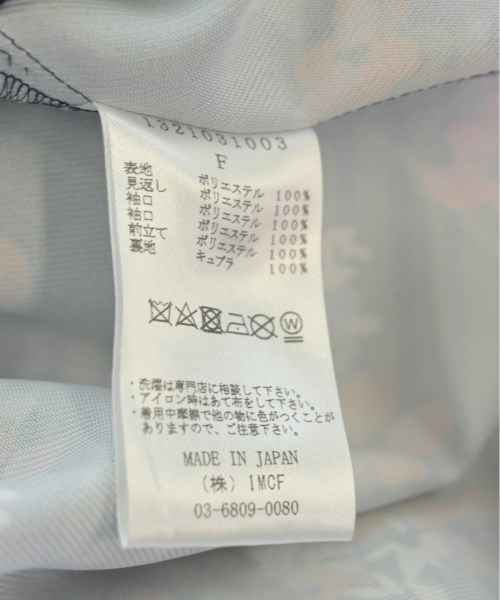 1321031003
F
表地 ポリエステル 100%
見返し ポリエステル 100%
袖口 ポリエステル 100%
袖口 ポリエステル 100%
前立て ポリエステル 100%
裏地 キュプラ 100%
W
・洗濯は専門店に相談して下さい。
・アイロン時はあて布をして下さい。
・着用中摩擦で他の物に色がつくことが
ありますので、ご注意下さい。
MADE IN JAPAN
(株) IMCF
03-6809-0080